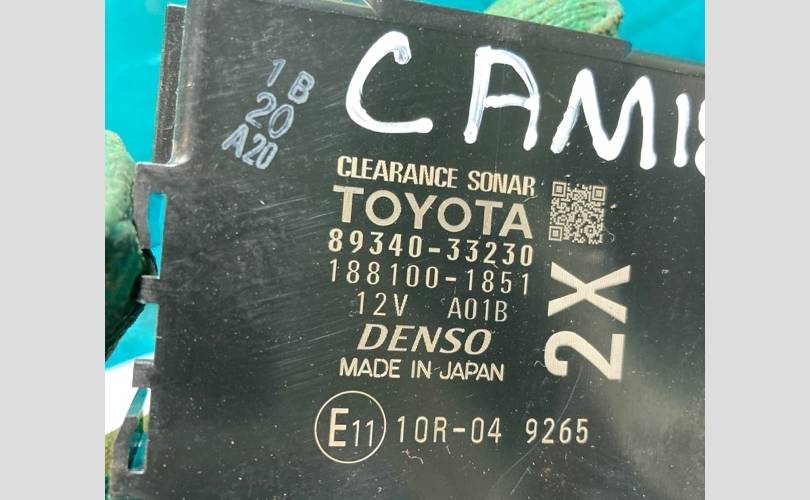 CAM18
1B
20
A20
CLEARANCE SONAR
TOYOTA
89340-33230
188100-1851
12V A01B
DENSO
MADE IN JAPAN
2X
E11 10R-04 9265